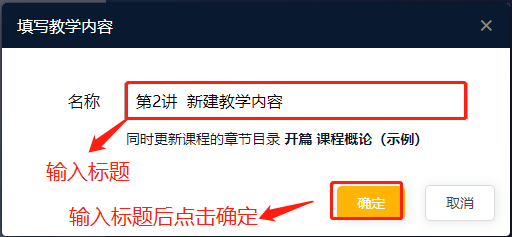 填写教学内容 ×
名称 第2讲 新建教学内容
同时更新课程的章节目录 开篇 课程概论（示例）
输入标题
确定 取消
输入标题后点击确定